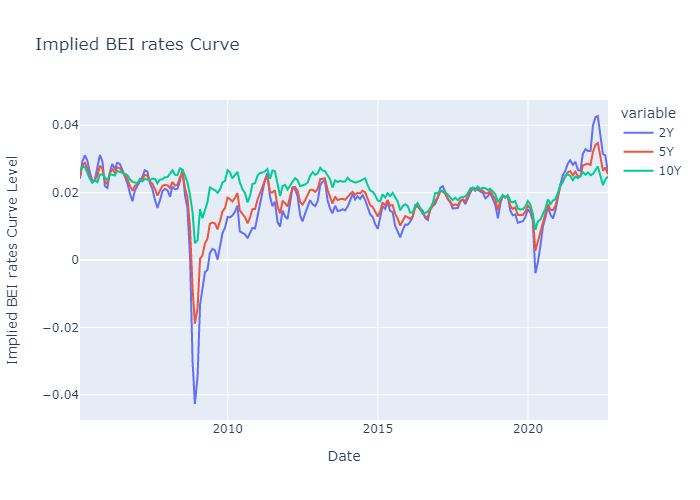 Implied BEI rates Curve
variable
2Y
5Y
10Y
Implied BEI rates Curve Level
0.04
0.02
0
−0.02
−0.04
2010
2015
2020
Date